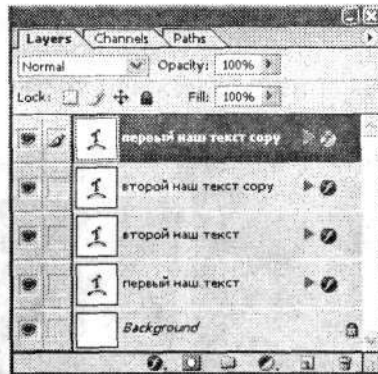 Layers Channels Paths
Normal Opacity: 100%
Lock: Fill: 100%
первый наш текст copy
второй наш текст copy
второй наш текст
первый наш текст
Background